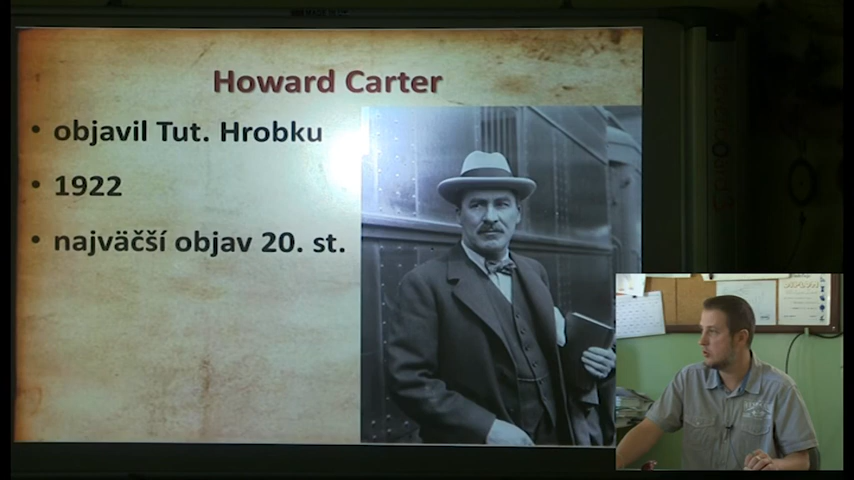 Howard Carter
• objavil Tut. Hrobku
• 1922
• najväčší objav 20. st.